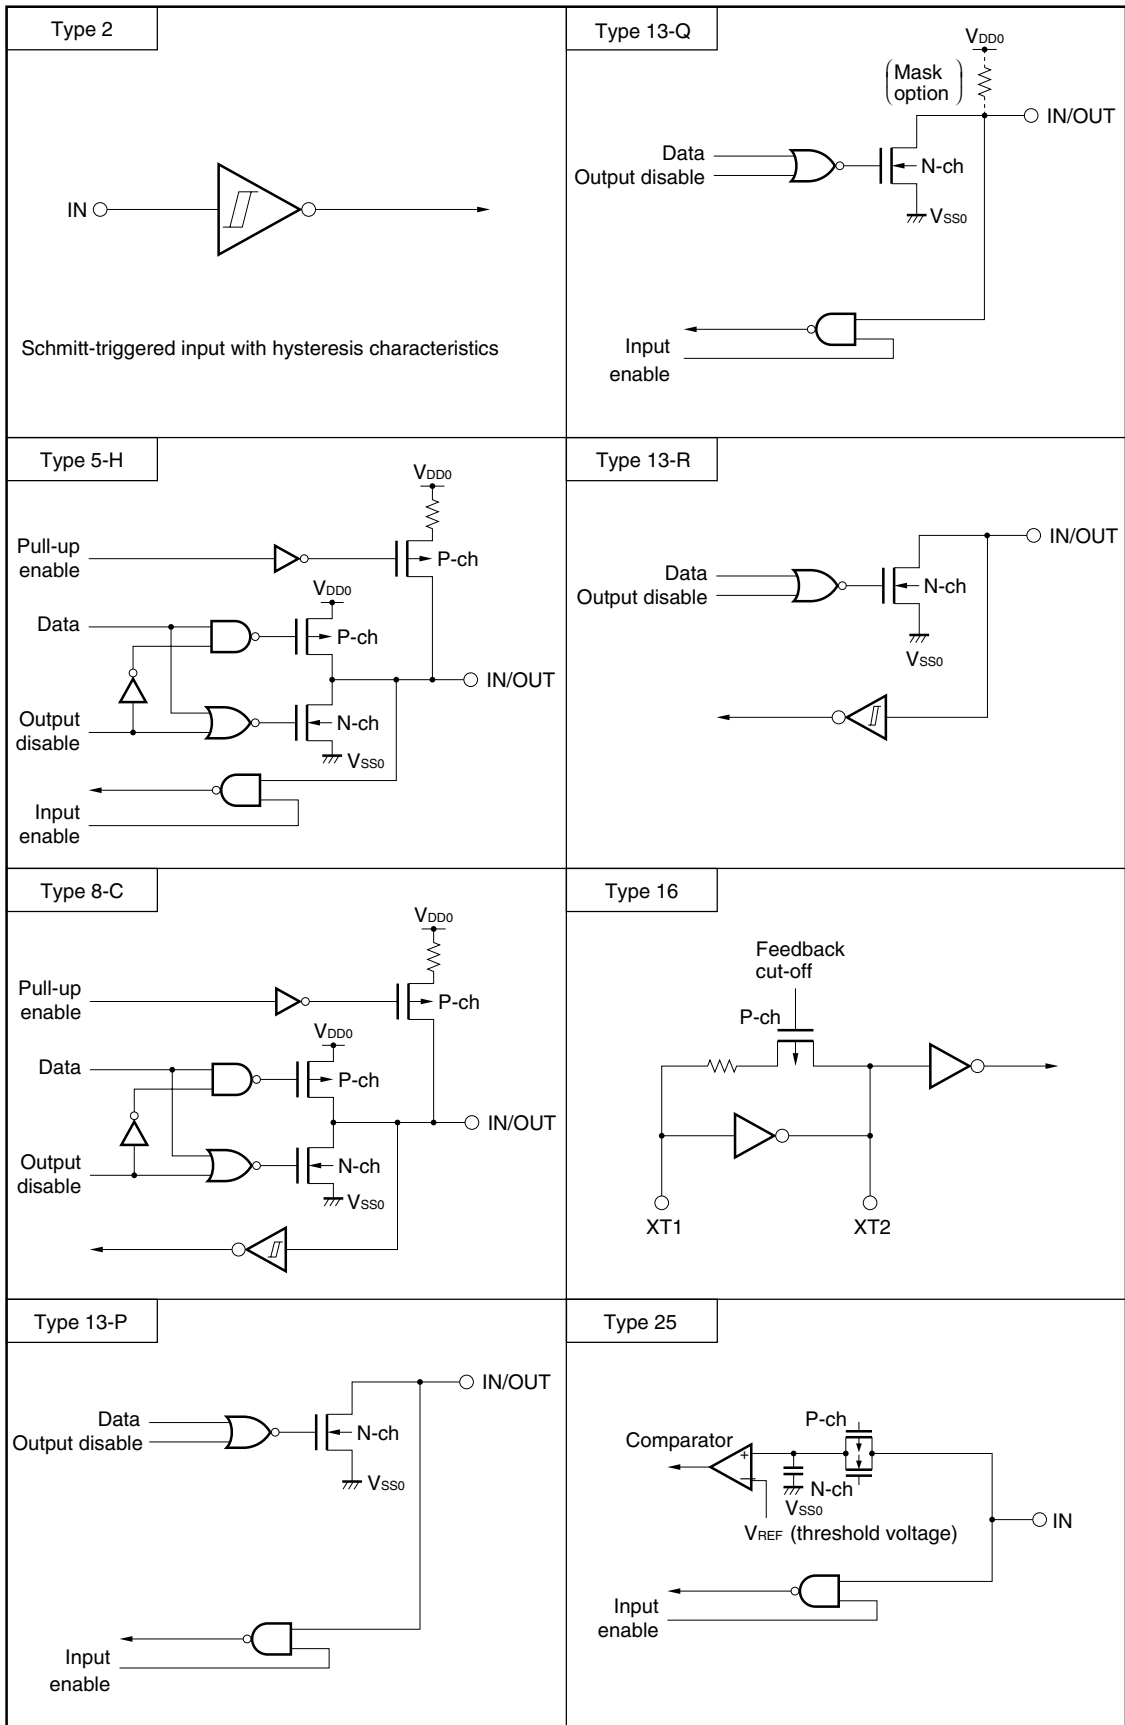 Type 2
IN
Schmitt-triggered input with hysteresis characteristics
Type 13-Q
VDD0
Mask
option
IN/OUT
Data
Output disable
N-ch
VSS0
Input
enable
Type 5-H
VDD0
Pull-up
enable
P-ch
VDD0
Data
P-ch
IN/OUT
Output
disable
N-ch
VSS0
Input
enable
Type 13-R
IN/OUT
Data
Output disable
N-ch
VSS0
Type 8-C
VDD0
Pull-up
enable
P-ch
VDD0
Data
P-ch
IN/OUT
Output
disable
N-ch
VSS0
Type 16
Feedback
cut-off
P-ch
XT1
XT2
Type 13-P
IN/OUT
Data
Output disable
N-ch
VSS0
Input
enable
Type 25
P-ch
Comparator
+
−
N-ch
VSS0
VREF (threshold voltage)
IN
Input
enable